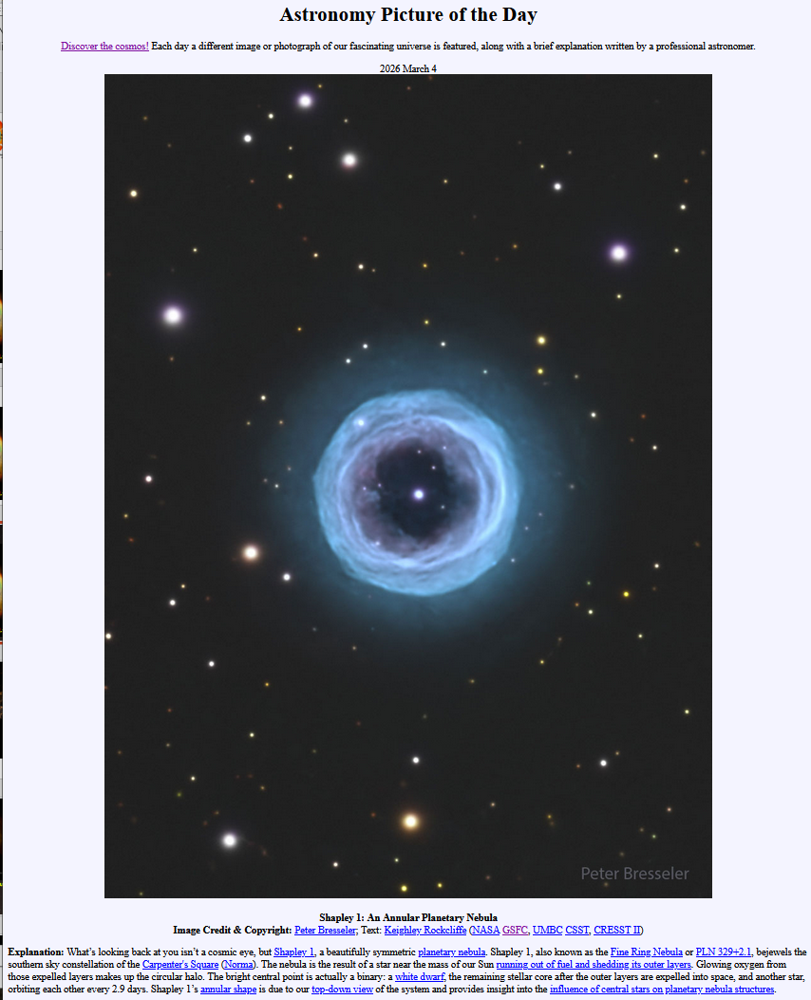 Astronomy Picture of the Day
Discover the cosmos! Each day a different image or photograph of our fascinating universe is featured, along with a brief explanation written by a professional astronomer.
2026 March 4
Peter Bresseler
Shapley 1: An Annular Planetary Nebula
Image Credit & Copyright: Peter Bresseler; Text: Keighley Rockcliffe (NASA GSFC, UMBC CSST, CRESST II)
Explanation: What's looking back at you isn't a cosmic eye, but Shapley 1, a beautifully symmetric planetary nebula. Shapley 1, also known as the Fine Ring Nebula or PLN 329+2.1, bejewels the
southern sky constellation of the Carpenter's Square (Norma). The nebula is the result of a star near the mass of our Sun running out of fuel and shedding its outer layers. Glowing oxygen from
those expelled layers makes up the circular halo. The bright central point is actually a binary: a white dwarf, the remaining stellar core after the outer layers are expelled into space, and another star,
orbiting each other every 2.9 days. Shapley 1's annular shape is due to our top-down view of the system and provides insight into the influence of central stars on planetary nebula structures.